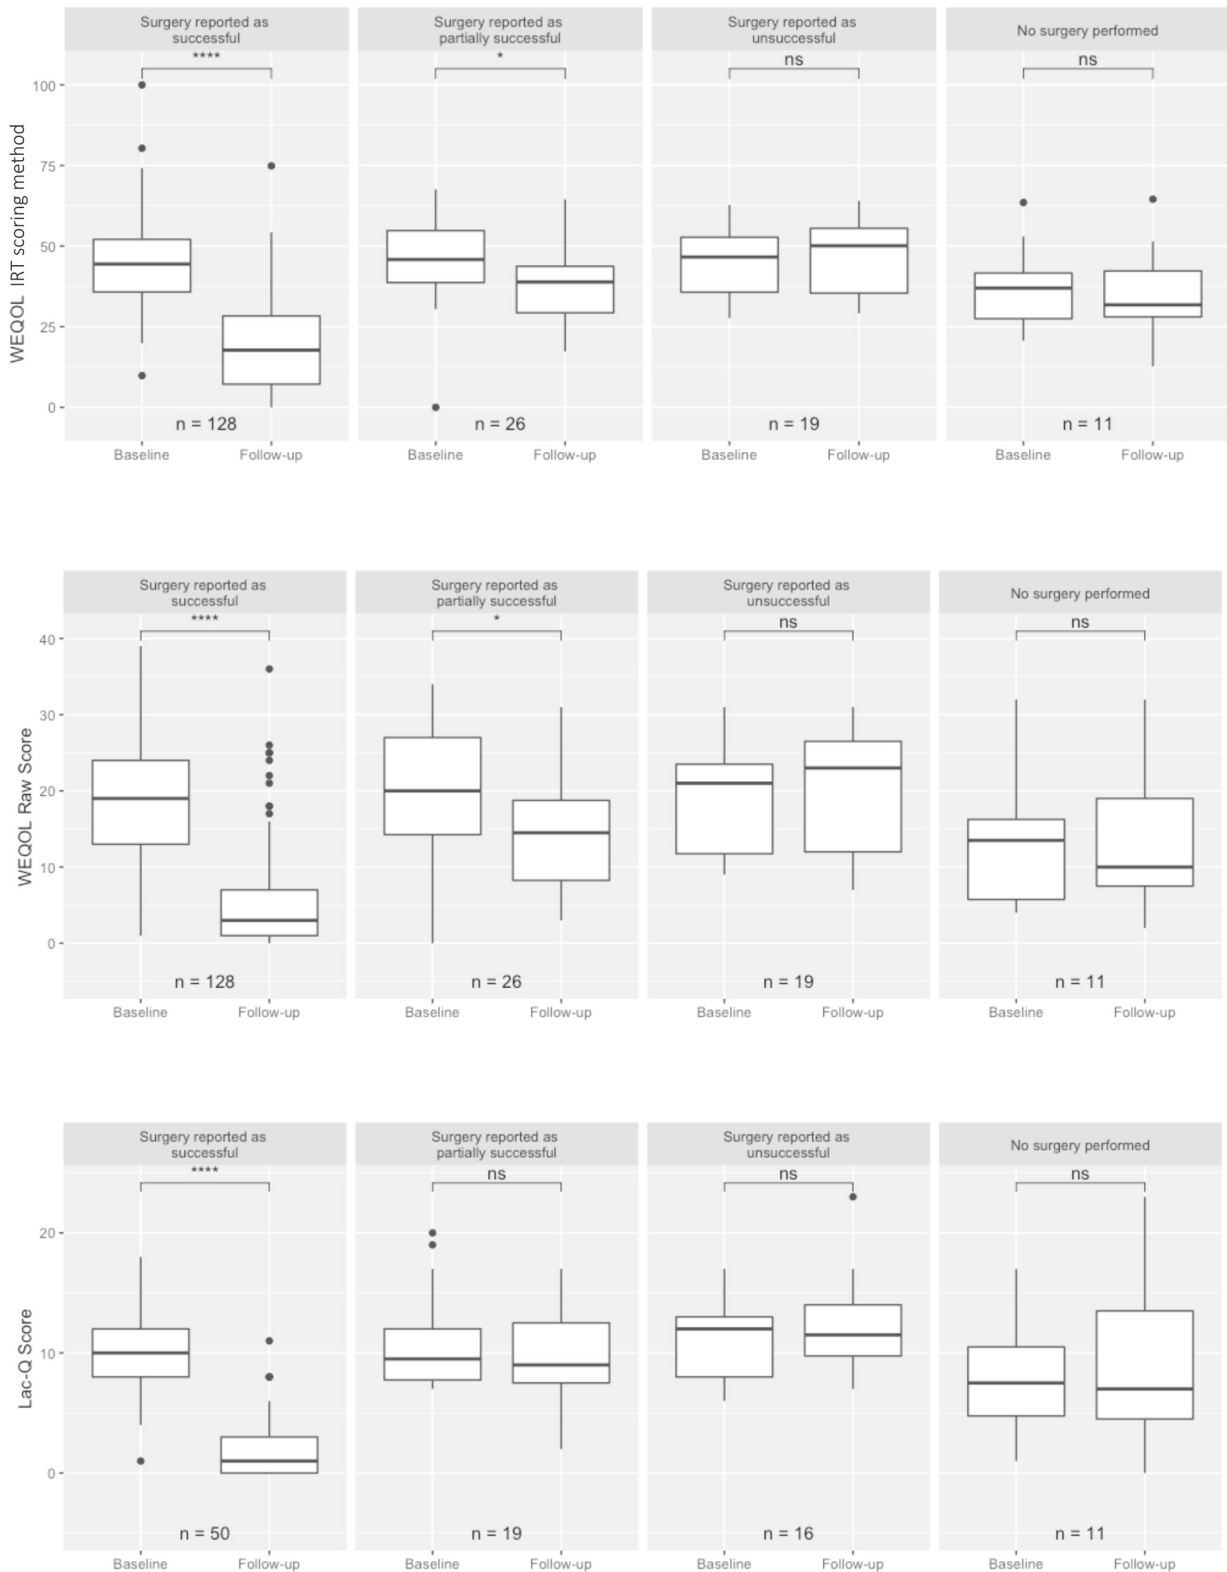 Surgery reported as
successful
Surgery reported as
partially successful
Surgery reported as
unsuccessful
No surgery performed
****
*
ns
ns
WEQOL IRT scoring method
100
75
50
25
0
n = 128
n = 26
n = 19
n = 11
Baseline
Follow-up
Baseline
Follow-up
Baseline
Follow-up
Baseline
Follow-up
Surgery reported as
successful
Surgery reported as
partially successful
Surgery reported as
unsuccessful
No surgery performed
****
*
ns
ns
WEQOL Raw Score
40
30
20
10
0
n = 128
n = 26
n = 19
n = 11
Baseline
Follow-up
Baseline
Follow-up
Baseline
Follow-up
Baseline
Follow-up
Surgery reported as
successful
Surgery reported as
partially successful
Surgery reported as
unsuccessful
No surgery performed
****
ns
ns
ns
Lac-Q Score
20
10
0
n = 50
n = 19
n = 16
n = 11
Baseline
Follow-up
Baseline
Follow-up
Baseline
Follow-up
Baseline
Follow-up